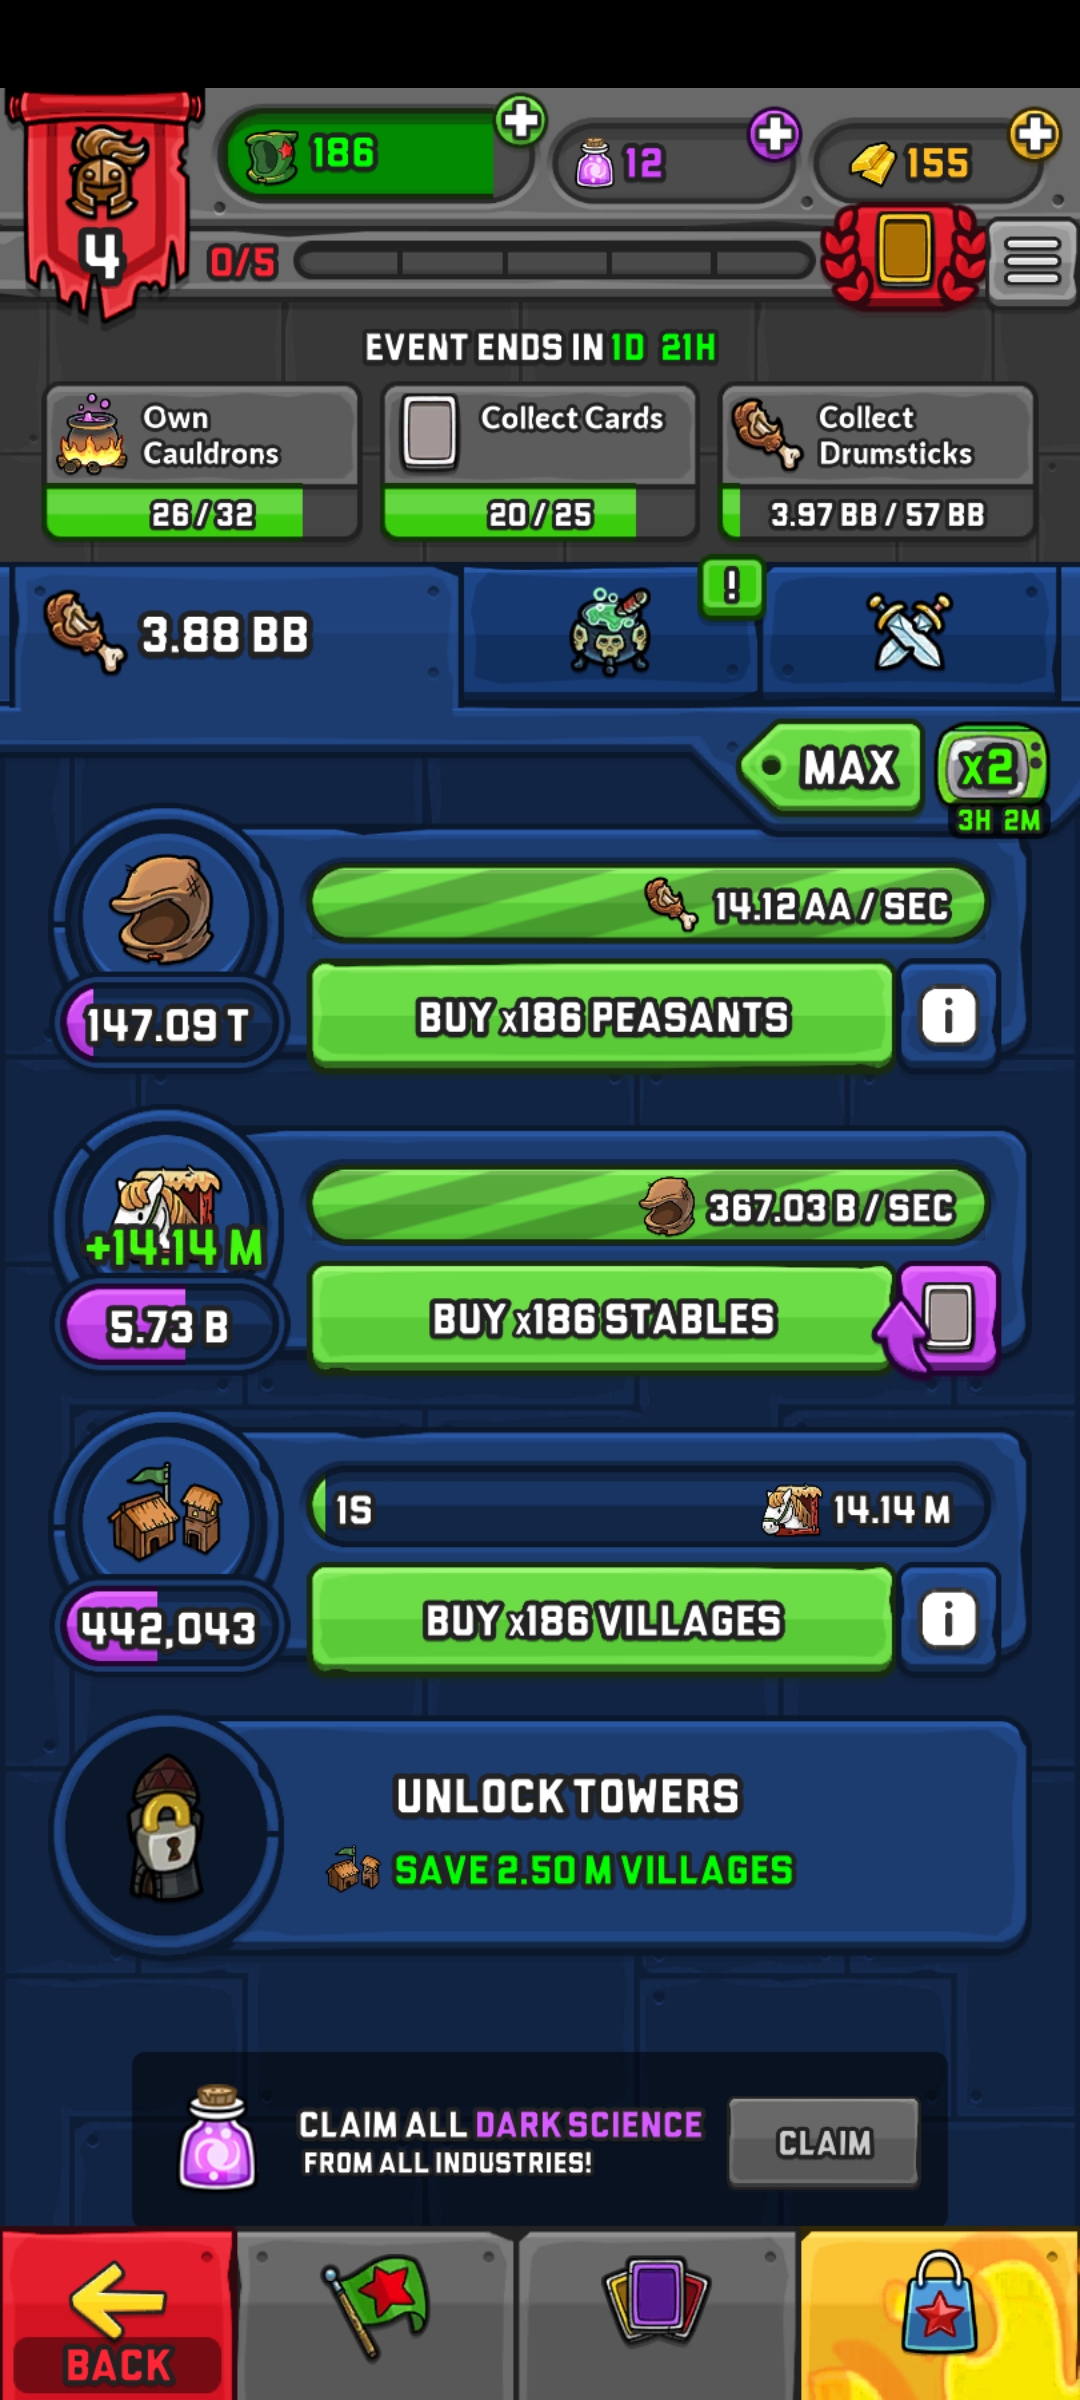 186
12
155
4
0/5
EVENT ENDS IN 1D 21H
Own
Cauldrons
26/32
Collect Cards
20/25
Collect
Drumsticks
3.97 BB / 57 BB
3.88 BB
!
MAX
x2
3H 2M
14.12 AA / SEC
147.09 T
BUY x186 PEASANTS
i
367.03 B / SEC
+14.14 M
5.73 B
BUY x186 STABLES
1S
14.14 M
442,043
BUY x186 VILLAGES
i
UNLOCK TOWERS
SAVE 2.50 M VILLAGES
CLAIM ALL DARK SCIENCE
FROM ALL INDUSTRIES!
CLAIM
BACK